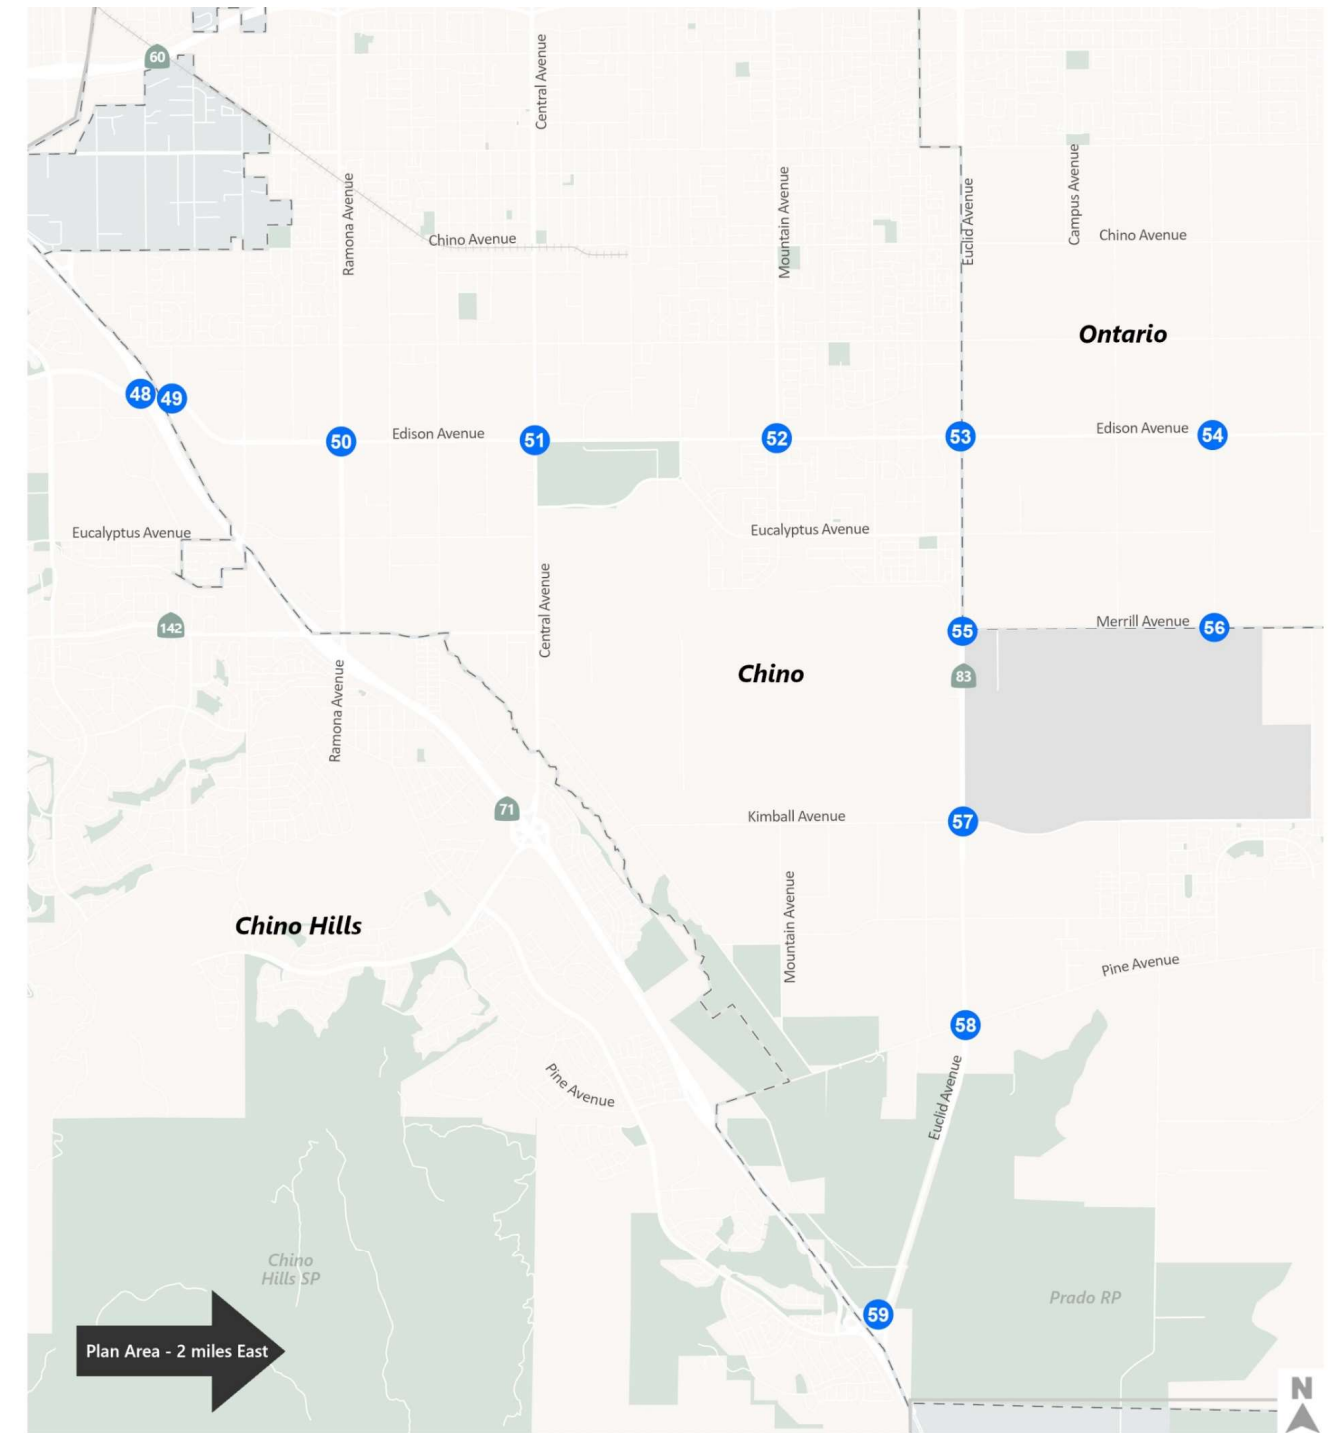 60
Central Avenue
Ramona Avenue
Mountain Avenue
Euclid Avenue
Campus Avenue
Chino Avenue
Chino Avenue
Ontario
48
49
50
Edison Avenue
51
52
53
Edison Avenue
54
Eucalyptus Avenue
Eucalyptus Avenue
Central Avenue
142
55
Merrill Avenue
56
Ramona Avenue
Chino
83
71
Kimball Avenue
57
Chino Hills
Mountain Avenue
Pine Avenue
58
Pine Avenue
Euclid Avenue
Chino
Hills SP
Prado RP
59
Plan Area - 2 miles East
N